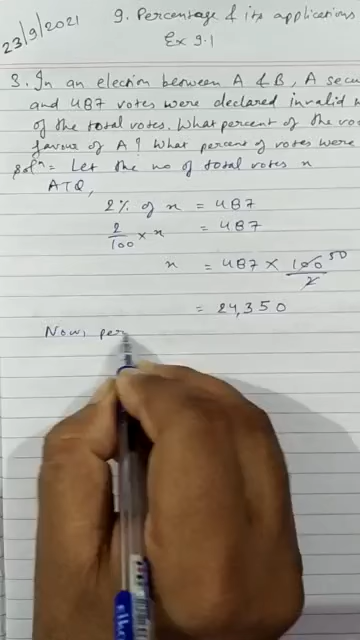 23/9/2021
9. Percentage & its applications
Ex 9.1
3. In an election between A & B, A secu
and 487 votes were declared invalid w
of the total votes. What percent of the vo
favour of A? What percent of votes were
Solⁿ = Let the no of total votes x
ATQ,
2% of x = 487
2/100 × x = 487
x = 487 × 100 50 / 2
= 24,350
Now, per